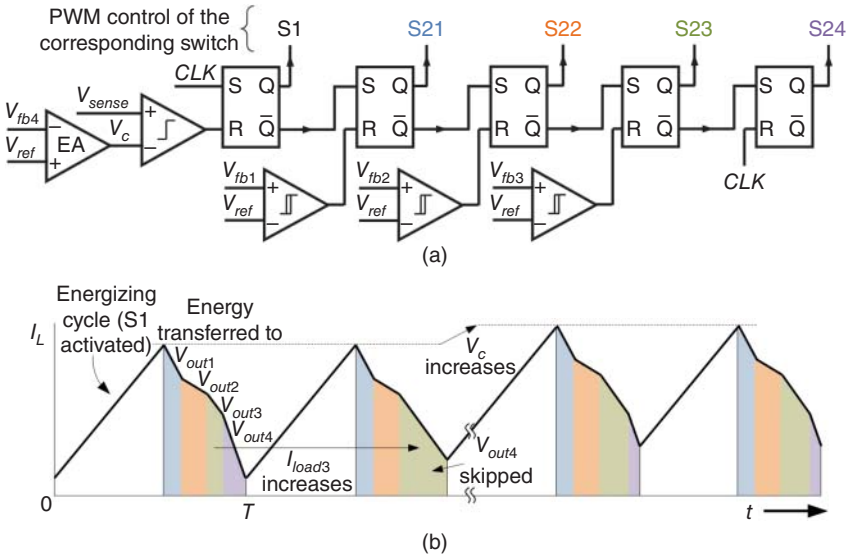 PWM control of the
corresponding switch
S1
S21
S22
S23
S24
CLK
S Q
R Q̅
S Q
R Q̅
S Q
R Q̅
S Q
R Q̅
S Q
R Q̅
V_sense
V_fb4
V_ref
V_c
+
−
−
+
EA
V_fb1
V_ref
+
−
V_fb2
V_ref
+
−
V_fb3
V_ref
+
−
CLK
(a)
Energizing
cycle (S1
activated)
Energy
transferred to
I_L
V_out1
V_out2
V_out3
V_out4
V_c
increases
I_load3
increases
V_out4
skipped
0
T
t
(b)